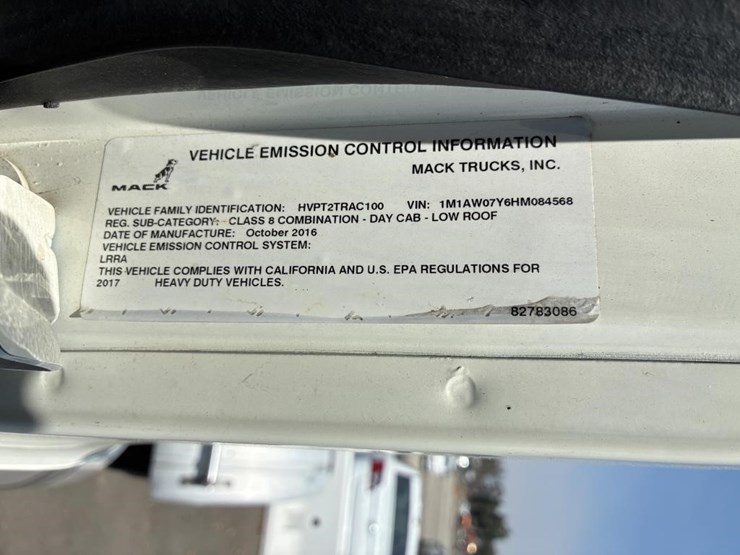 VEHICLE EMISSION CONTROL INFORMATION
MACK TRUCKS, INC.
MACK
VEHICLE FAMILY IDENTIFICATION: HVPT2TRAC100 VIN: 1M1AW07Y6HM084568
REG. SUB-CATEGORY: CLASS 8 COMBINATION - DAY CAB - LOW ROOF
DATE OF MANUFACTURE: October 2016
VEHICLE EMISSION CONTROL SYSTEM:
LRRA
THIS VEHICLE COMPLIES WITH CALIFORNIA AND U.S. EPA REGULATIONS FOR
2017 HEAVY DUTY VEHICLES.
82783086